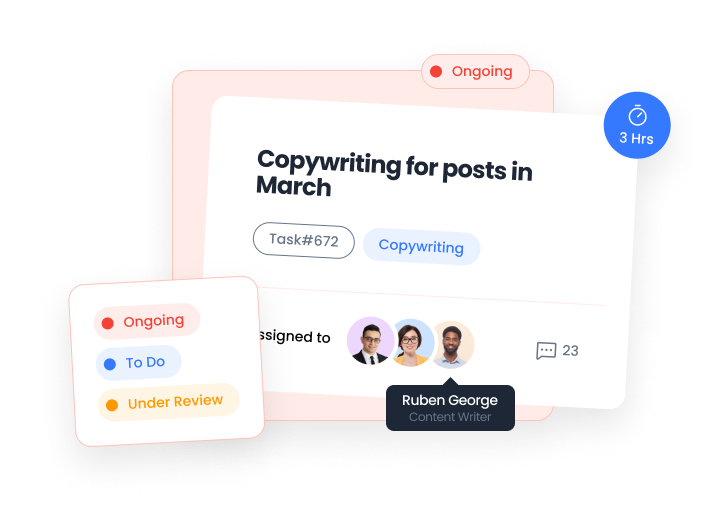 Ongoing
3 Hrs
Copywriting for posts in
March
Task#672
Copywriting
Ongoing
To Do
Under Review
ssigned to
23
Ruben George
Content Writer